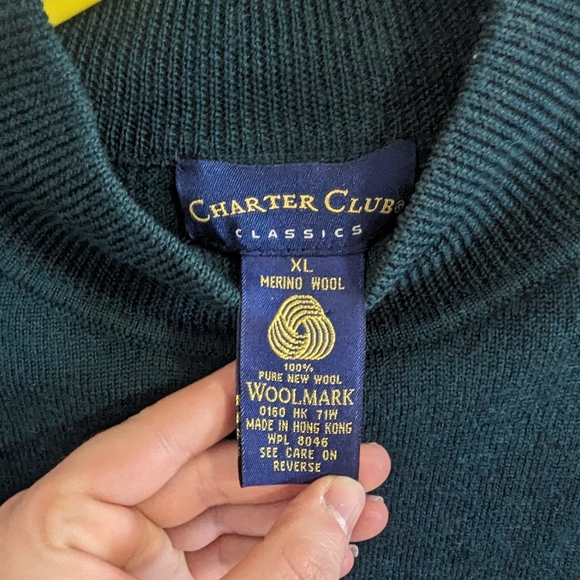 CHARTER CLUB®
CLASSICS
XL
MERINO WOOL
100%
PURE NEW WOOL
WOOLMARK
0160 HK 71W
MADE IN HONG KONG
WPL 8046
SEE CARE ON
REVERSE